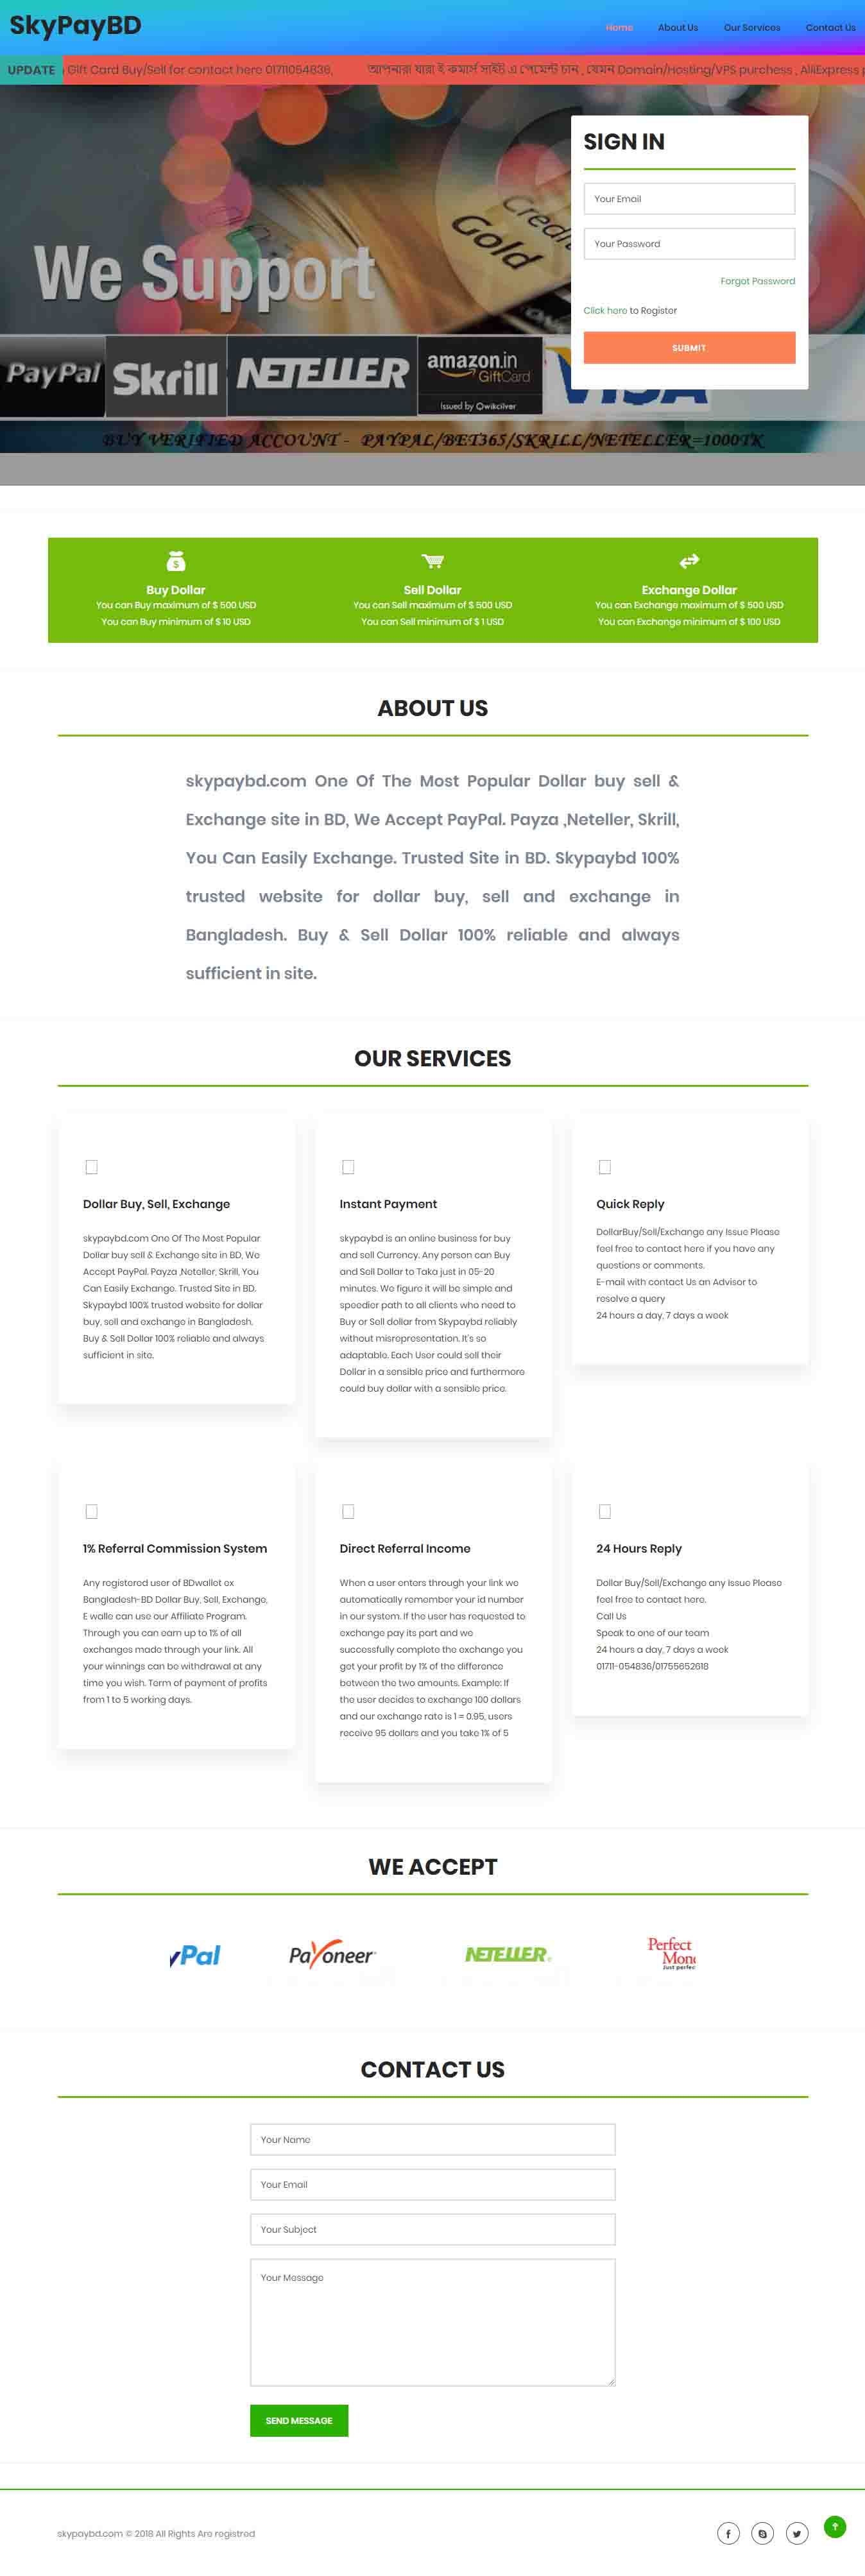 SkyPayBD
Home About Us Our Services Contact Us
UPDATE Gift Card Buy/Sell for contact here 01711054836, আপনারা যারা ই কমার্স সাইট এ পেমেন্ট চান , যেমন Domain/Hosting/VPS purchess , AlliExpress
We Support
PayPal Skrill NETELLER amazon.in GiftCard
Issued by Qwikcilver
Credit
Gold
VISA
BUY VERIFIED ACCOUNT - PAYPAL/BET365/SKRILL/NETELLER=1000TK
SIGN IN
Your Email
Your Password
Forgot Password
Click here to Register
SUBMIT
Buy Dollar
You can Buy maximum of $ 500 USD
You can Buy minimum of $ 10 USD
Sell Dollar
You can Sell maximum of $ 500 USD
You can Sell minimum of $ 1 USD
Exchange Dollar
You can Exchange maximum of $ 500 USD
You can Exchange minimum of $ 100 USD
ABOUT US
skypaybd.com One Of The Most Popular Dollar buy sell &
Exchange site in BD, We Accept PayPal. Payza ,Neteller, Skrill,
You Can Easily Exchange. Trusted Site in BD. Skypaybd 100%
trusted website for dollar buy, sell and exchange in
Bangladesh. Buy & Sell Dollar 100% reliable and always
sufficient in site.
OUR SERVICES
Dollar Buy, Sell, Exchange
skypaybd.com One Of The Most Popular
Dollar buy sell & Exchange site in BD, We
Accept PayPal. Payza ,Neteller, Skrill, You
Can Easily Exchange. Trusted Site in BD.
Skypaybd 100% trusted website for dollar
buy, sell and exchange in Bangladesh.
Buy & Sell Dollar 100% reliable and always
sufficient in site.
Instant Payment
skypaybd is an online business for buy
and sell Currency. Any person can Buy
and Sell Dollar to Taka just in 05-20
minutes. We figure it will be simple and
speedier path to all clients who need to
Buy or Sell dollar from Skypaybd reliably
without misrepresentation. It's so
adaptable. Each User could sell their
Dollar in a sensible price and furthermore
could buy dollar with a sensible price.
Quick Reply
DollarBuy/Sell/Exchange any Issue Please
feel free to contact here if you have any
questions or comments.
E-mail with contact Us an Advisor to
resolve a query
24 hours a day, 7 days a week
1% Referral Commission System
Any registered user of BDwallet ex
Bangladesh-BD Dollar Buy, Sell, Exchange,
E walle can use our Affiliate Program.
Through you can earn up to 1% of all
exchanges made through your link. All
your winnings can be withdrawal at any
time you wish. Term of payment of profits
from 1 to 5 working days.
Direct Referral Income
When a user enters through your link we
automatically remember your id number
in our system. If the user has requested to
exchange pay its part and we
successfully complete the exchange you
get your profit by 1% of the difference
between the two amounts. Example: If
the user decides to exchange 100 dollars
and our exchange rate is 1 = 0.95, users
receive 95 dollars and you take 1% of 5
24 Hours Reply
Dollar Buy/Sell/Exchange any Issue Please
feel free to contact here.
Call Us
Speak to one of our team
24 hours a day, 7 days a week
01711-054836/01755652618
WE ACCEPT
yPal Payoneer NETELLER Perfect
Mon
Just perfec
CONTACT US
Your Name
Your Email
Your Subject
Your Message
SEND MESSAGE
skypaybd.com © 2018 All Rights Are registred